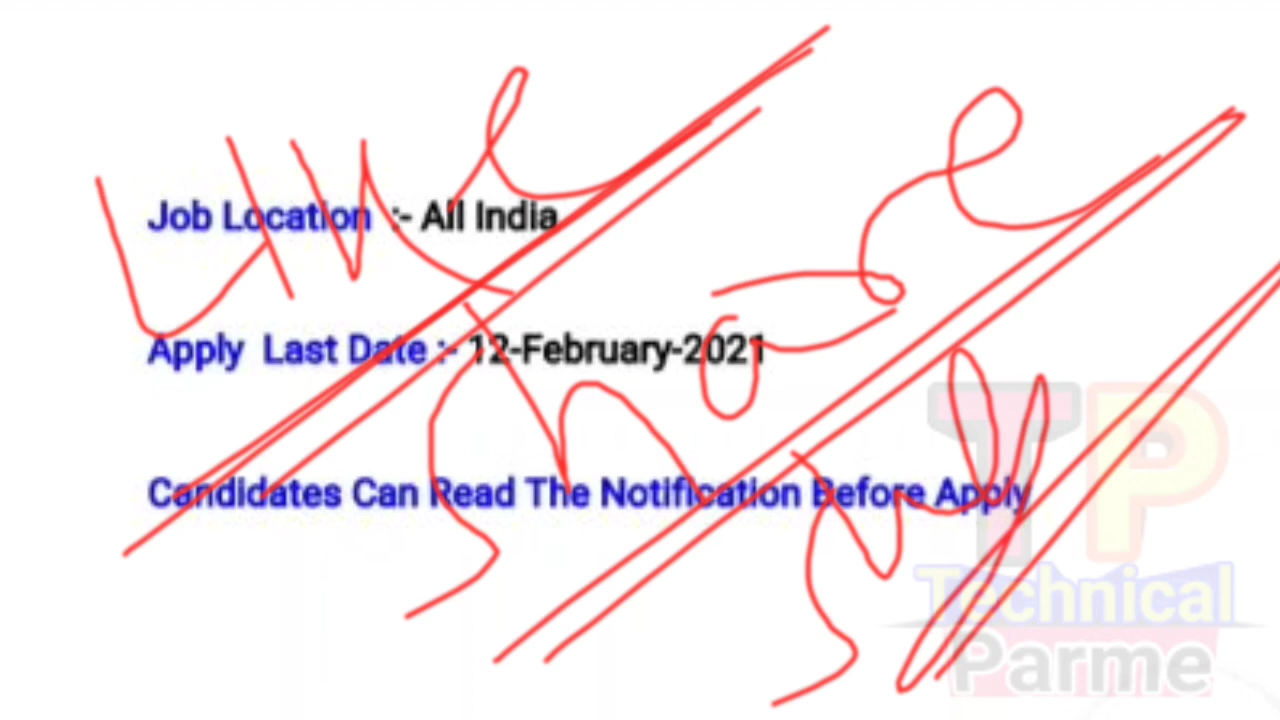 Job Location :- All India
Apply Last Date :- 12-February-2021
Candidates Can Read The Notification Before Apply
TP
Technical
Parme